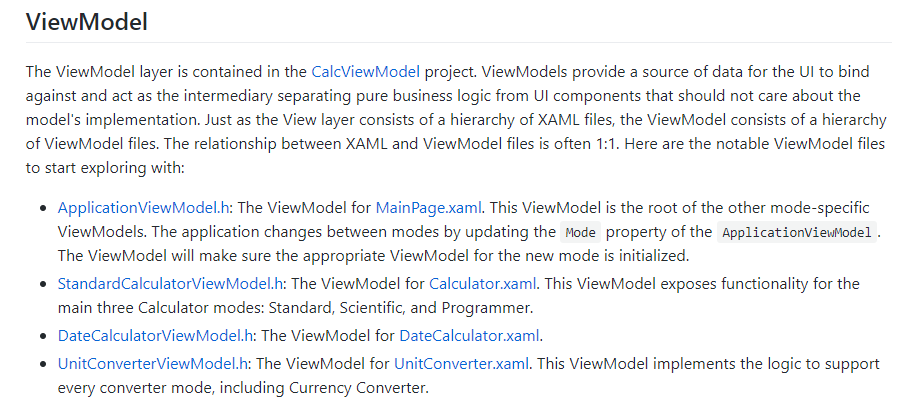 ViewModel
The ViewModel layer is contained in the CalcViewModel project. ViewModels provide a source of data for the UI to bind
against and act as the intermediary separating pure business logic from UI components that should not care about the
model's implementation. Just as the View layer consists of a hierarchy of XAML files, the ViewModel consists of a hierarchy
of ViewModel files. The relationship between XAML and ViewModel files is often 1:1. Here are the notable ViewModel files
to start exploring with:
• ApplicationViewModel.h: The ViewModel for MainPage.xaml. This ViewModel is the root of the other mode-specific
ViewModels. The application changes between modes by updating the Mode property of the ApplicationViewModel.
The ViewModel will make sure the appropriate ViewModel for the new mode is initialized.
• StandardCalculatorViewModel.h: The ViewModel for Calculator.xaml. This ViewModel exposes functionality for the
main three Calculator modes: Standard, Scientific, and Programmer.
• DateCalculatorViewModel.h: The ViewModel for DateCalculator.xaml.
• UnitConverterViewModel.h: The ViewModel for UnitConverter.xaml. This ViewModel implements the logic to support
every converter mode, including Currency Converter.